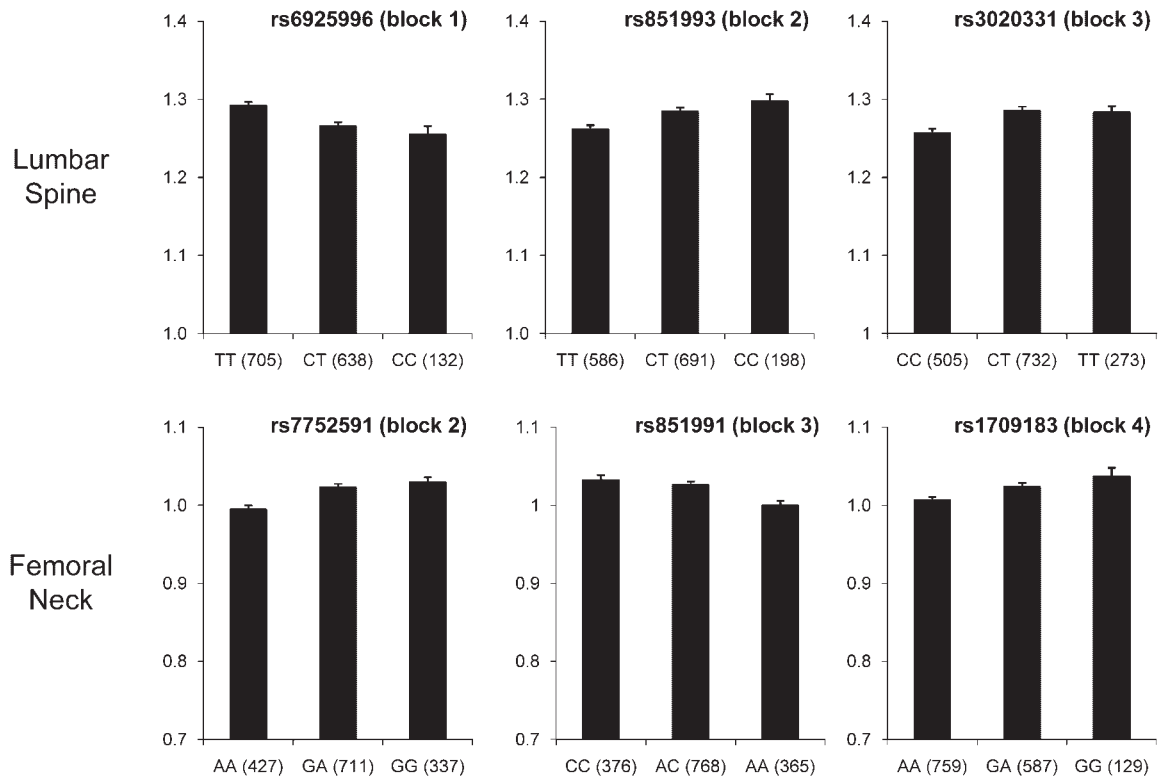 rs6925996 (block 1)
rs851993 (block 2)
rs3020331 (block 3)
Lumbar
Spine
1.4
1.3
1.2
1.1
1.0
TT (705) CT (638) CC (132)
1.4
1.3
1.2
1.1
1.0
TT (586) CT (691) CC (198)
1.4
1.3
1.2
1.1
1
CC (505) CT (732) TT (273)
rs7752591 (block 2)
rs851991 (block 3)
rs1709183 (block 4)
Femoral
Neck
1.1
1.0
0.9
0.8
0.7
AA (427) GA (711) GG (337)
1.1
1
0.9
0.8
0.7
CC (376) AC (768) AA (365)
1.1
1.0
0.9
0.8
0.7
AA (759) GA (587) GG (129)